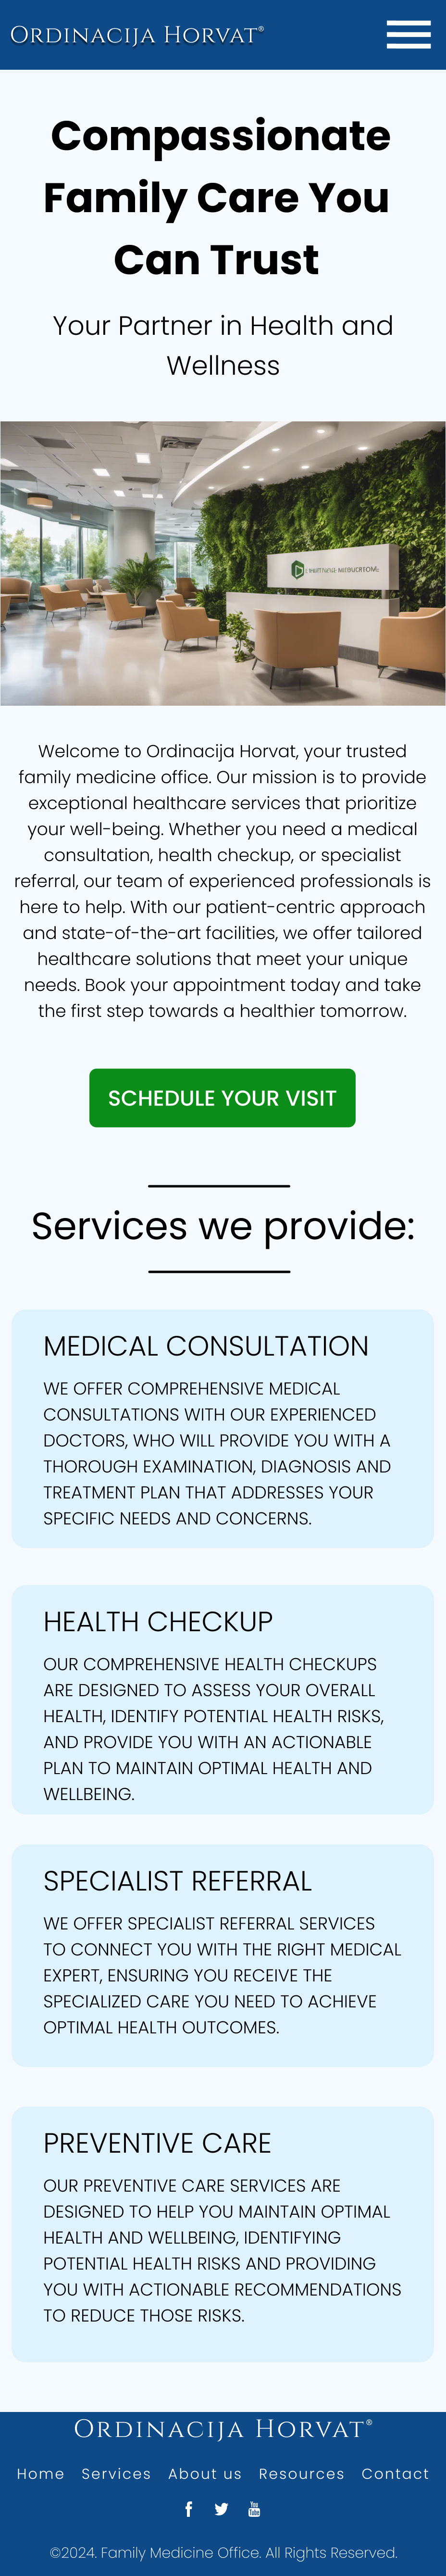 ORDINACIJA HORVAT®
Compassionate
Family Care You
Can Trust
Your Partner in Health and
Wellness
Welcome to Ordinacija Horvat, your trusted
family medicine office. Our mission is to provide
exceptional healthcare services that prioritize
your well-being. Whether you need a medical
consultation, health checkup, or specialist
referral, our team of experienced professionals is
here to help. With our patient-centric approach
and state-of-the-art facilities, we offer tailored
healthcare solutions that meet your unique
needs. Book your appointment today and take
the first step towards a healthier tomorrow.
SCHEDULE YOUR VISIT
Services we provide:
MEDICAL CONSULTATION
WE OFFER COMPREHENSIVE MEDICAL
CONSULTATIONS WITH OUR EXPERIENCED
DOCTORS, WHO WILL PROVIDE YOU WITH A
THOROUGH EXAMINATION, DIAGNOSIS AND
TREATMENT PLAN THAT ADDRESSES YOUR
SPECIFIC NEEDS AND CONCERNS.
HEALTH CHECKUP
OUR COMPREHENSIVE HEALTH CHECKUPS
ARE DESIGNED TO ASSESS YOUR OVERALL
HEALTH, IDENTIFY POTENTIAL HEALTH RISKS,
AND PROVIDE YOU WITH AN ACTIONABLE
PLAN TO MAINTAIN OPTIMAL HEALTH AND
WELLBEING.
SPECIALIST REFERRAL
WE OFFER SPECIALIST REFERRAL SERVICES
TO CONNECT YOU WITH THE RIGHT MEDICAL
EXPERT, ENSURING YOU RECEIVE THE
SPECIALIZED CARE YOU NEED TO ACHIEVE
OPTIMAL HEALTH OUTCOMES.
PREVENTIVE CARE
OUR PREVENTIVE CARE SERVICES ARE
DESIGNED TO HELP YOU MAINTAIN OPTIMAL
HEALTH AND WELLBEING, IDENTIFYING
POTENTIAL HEALTH RISKS AND PROVIDING
YOU WITH ACTIONABLE RECOMMENDATIONS
TO REDUCE THOSE RISKS.
ORDINACIJA HORVAT®
Home Services About us Resources Contact
You Tube
©2024. Family Medicine Office. All Rights Reserved.